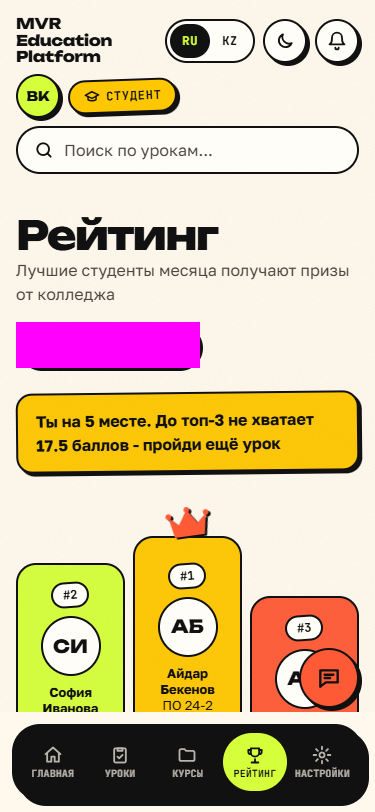 MVR
Education
Platform
RU KZ
ВК СТУДЕНТ
Поиск по урокам...
Рейтинг
Лучшие студенты месяца получают призы
от колледжа
Ты на 5 месте. До топ-3 не хватает
17.5 баллов - пройди ещё урок
#2
СИ
София
Иванова
#1
АБ
Айдар
Бекенов
ПО 24-2
#3
ГЛАВНАЯ УРОКИ КУРСЫ РЕЙТИНГ НАСТРОЙКИ